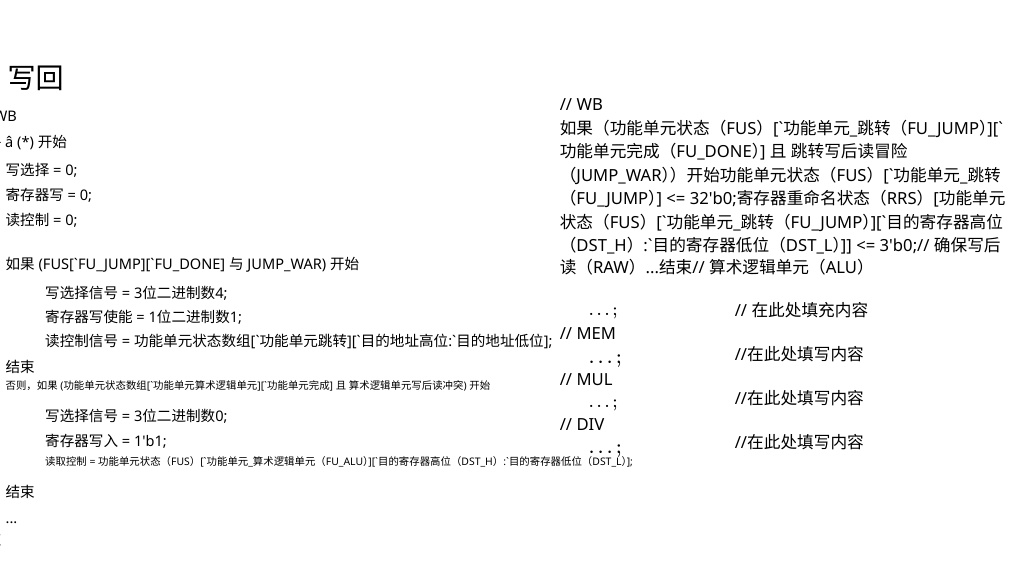 写回
WB
â (*) 开始
写选择 = 0;
寄存器写 = 0;
读控制 = 0;
如果 (FUS[`FU_JUMP][`FU_DONE] 与 JUMP_WAR) 开始
写选择信号 = 3位二进制数4;
寄存器写使能 = 1位二进制数1;
读控制信号 = 功能单元状态数组[`功能单元跳转][`目的地址高位:`目的地址低位];
结束
否则，如果 (功能单元状态数组[`功能单元算术逻辑单元][`功能单元完成] 且 算术逻辑单元写后读冲突) 开始
写选择信号 = 3位二进制数0;
寄存器写入 = 1'b1;
读取控制 = 功能单元状态（FUS）[`功能单元_算术逻辑单元（FU_ALU）][`目的寄存器高位（DST_H）:`目的寄存器低位（DST_L）];
结束
...
// WB
如果（功能单元状态（FUS）[`功能单元_跳转（FU_JUMP）][`
功能单元完成（FU_DONE）] 且 跳转写后读冒险
（JUMP_WAR））开始功能单元状态（FUS）[`功能单元_跳转
（FU_JUMP）] <= 32'b0;寄存器重命名状态（RRS）[功能单元
状态（FUS）[`功能单元_跳转（FU_JUMP）][`目的寄存器高位
（DST_H）:`目的寄存器低位（DST_L）]] <= 3'b0;// 确保写后
读（RAW）...结束// 算术逻辑单元（ALU）
...; // 在此处填充内容
// MEM
...; //在此处填写内容
// MUL
...; //在此处填写内容
// DIV
...; //在此处填写内容